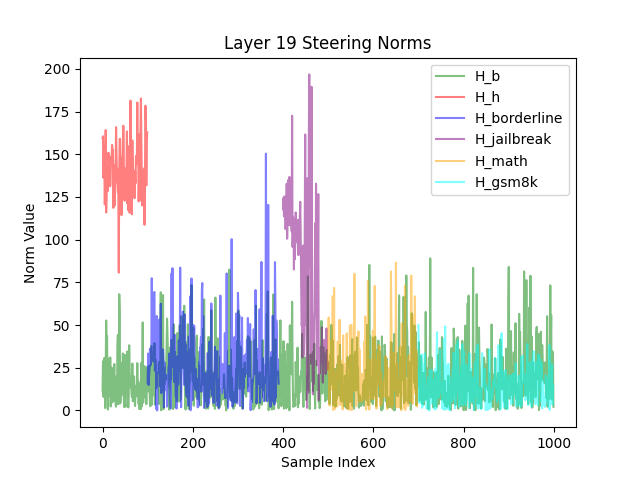 Layer 19 Steering Norms
200
175
150
125
100
75
50
25
0
Norm Value
H_b
H_h
H_borderline
H_jailbreak
H_math
H_gsm8k
0
200
400
600
800
1000
Sample Index